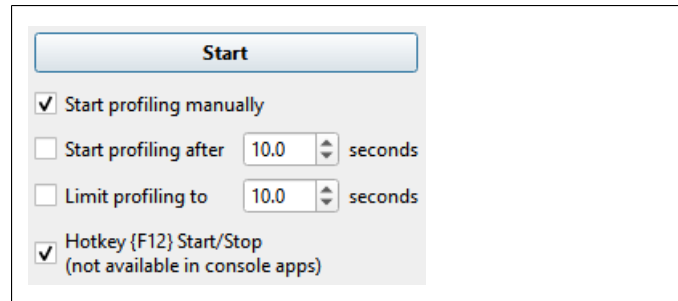 Start
Start profiling manually
Start profiling after 10.0 seconds
Limit profiling to 10.0 seconds
Hotkey {F12} Start/Stop
(not available in console apps)